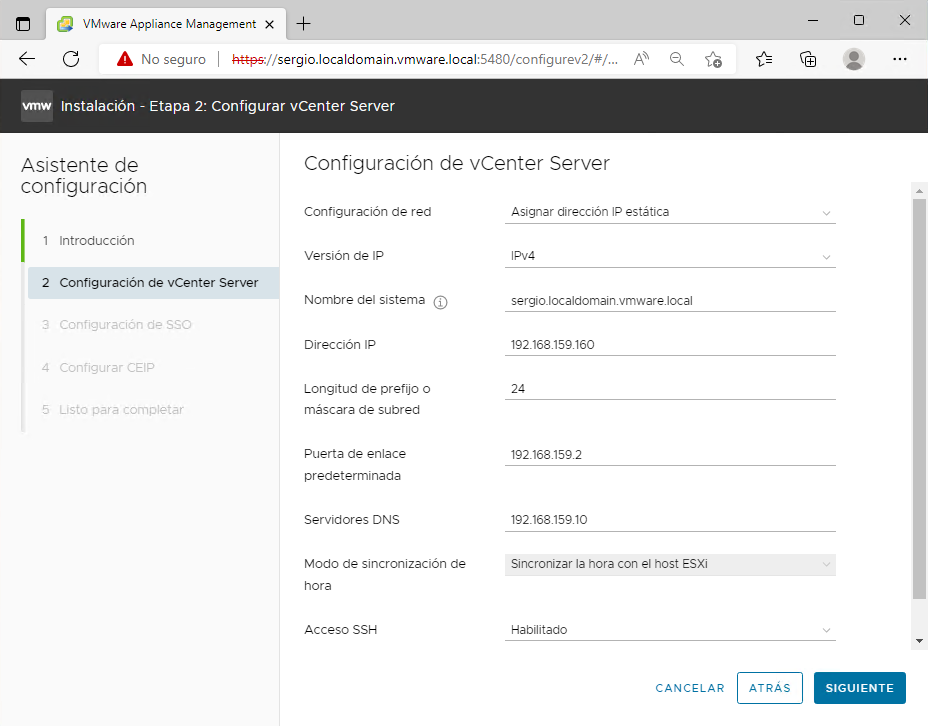 VMware Appliance Management
No seguro
https://sergio.localdomain.vmware.local:5480/configurev2/#/...
vmw Instalación - Etapa 2: Configurar vCenter Server
Asistente de
configuración
1 Introducción
2 Configuración de vCenter Server
3 Configuración de SSO
4 Configurar CEIP
5 Listo para completar
Configuración de vCenter Server
Configuración de red Asignar dirección IP estática
Versión de IP IPv4
Nombre del sistema sergio.localdomain.vmware.local
Dirección IP 192.168.159.160
Longitud de prefijo o 24
máscara de subred
Puerta de enlace 192.168.159.2
predeterminada
Servidores DNS 192.168.159.10
Modo de sincronización de Sincronizar la hora con el host ESXi
hora
Acceso SSH Habilitado
CANCELAR ATRÁS SIGUIENTE